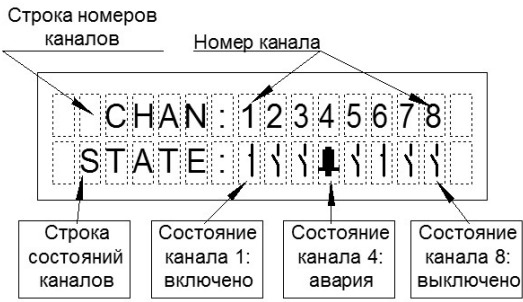 Строка номеров
каналов
Номер канала
CHAN:12345678
STATE:
Строка
состояний
каналов
Состояние
канала 1:
включено
Состояние
канала 4:
авария
Состояние
канала 8:
выключено